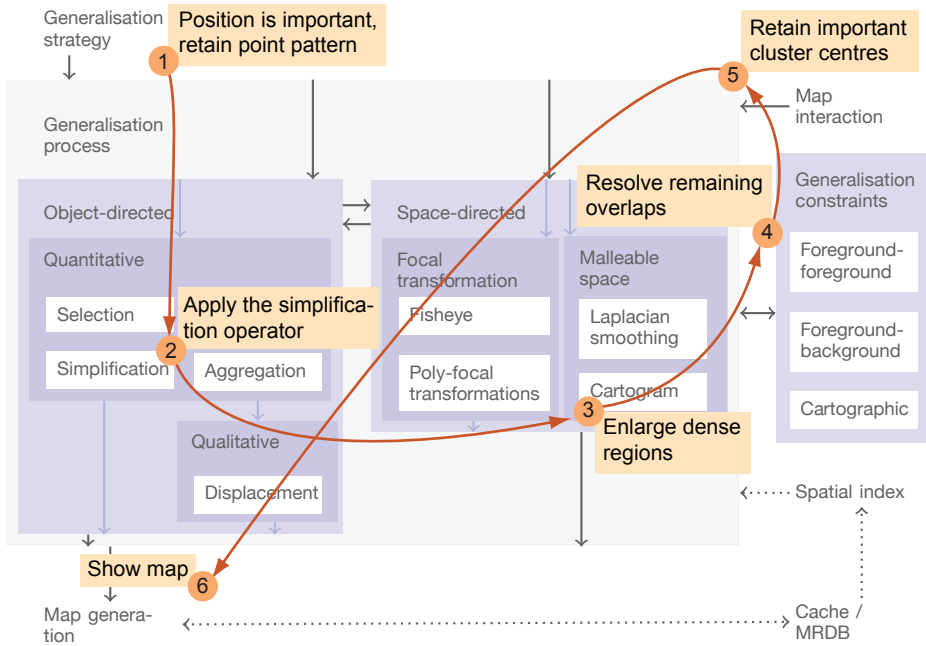 Generalisation
strategy
Position is important,
retain point pattern
1
Retain important
cluster centres
5
Map
interaction
Generalisation
process
Object-directed
Space-directed
Resolve remaining
overlaps
4
Generalisation
constraints
Foreground-
foreground
Foreground-
background
Cartographic
Quantitative
Selection
Simplification
2
Apply the simplifica-
tion operator
Aggregation
Qualitative
Displacement
Focal
transformation
Fisheye
Poly-focal
transformations
Malleable
space
Laplacian
smoothing
Cartogram
3
Enlarge dense
regions
Spatial index
Show map
6
Map genera-
tion
Cache /
MRDB